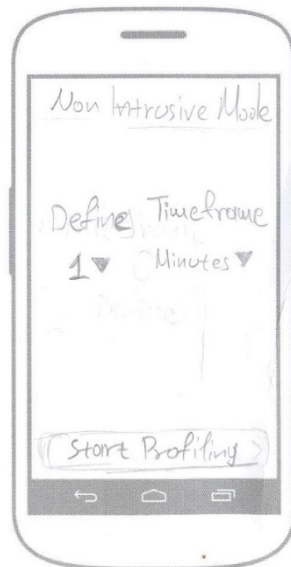 Non Intrusive Mode
Define Timeframe
1 Minutes
Start Profiling